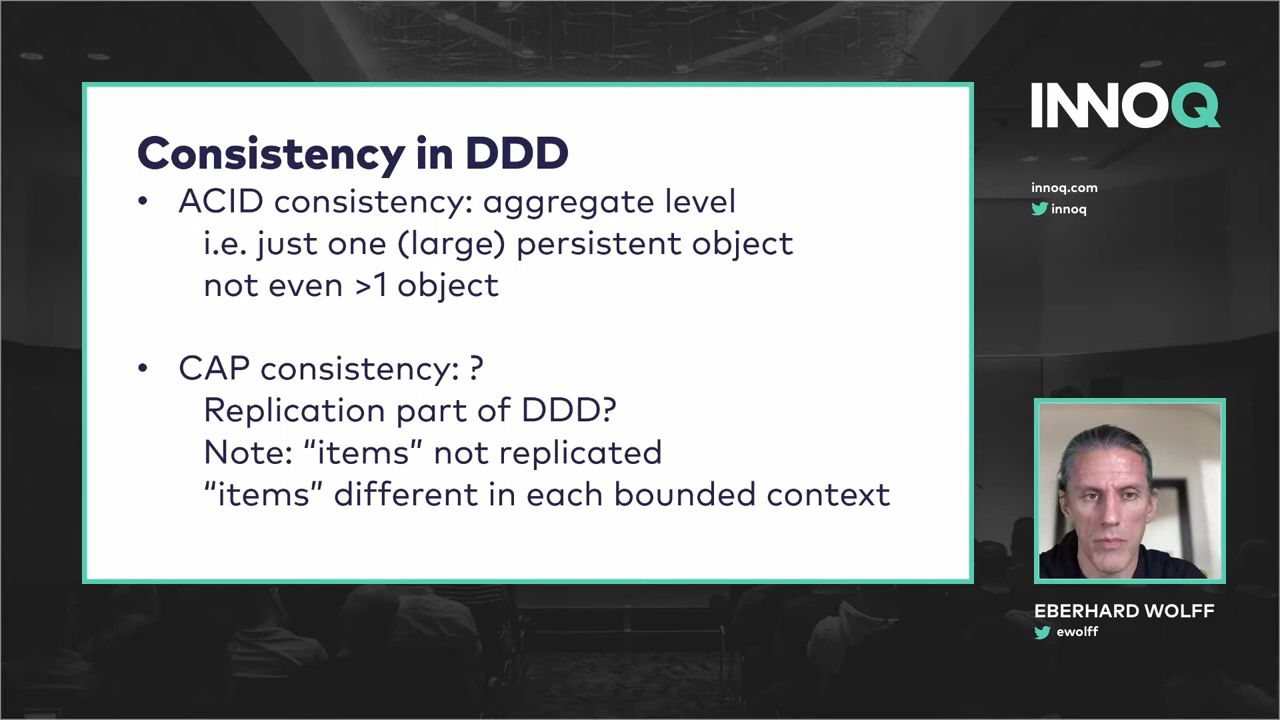 Consistency in DDD
• ACID consistency: aggregate level
i.e. just one (large) persistent object
not even >1 object
• CAP consistency: ?
Replication part of DDD?
Note: “items” not replicated
“items” different in each bounded context
INNOQ
innoq.com
innoq
EBERHARD WOLFF
ewolff